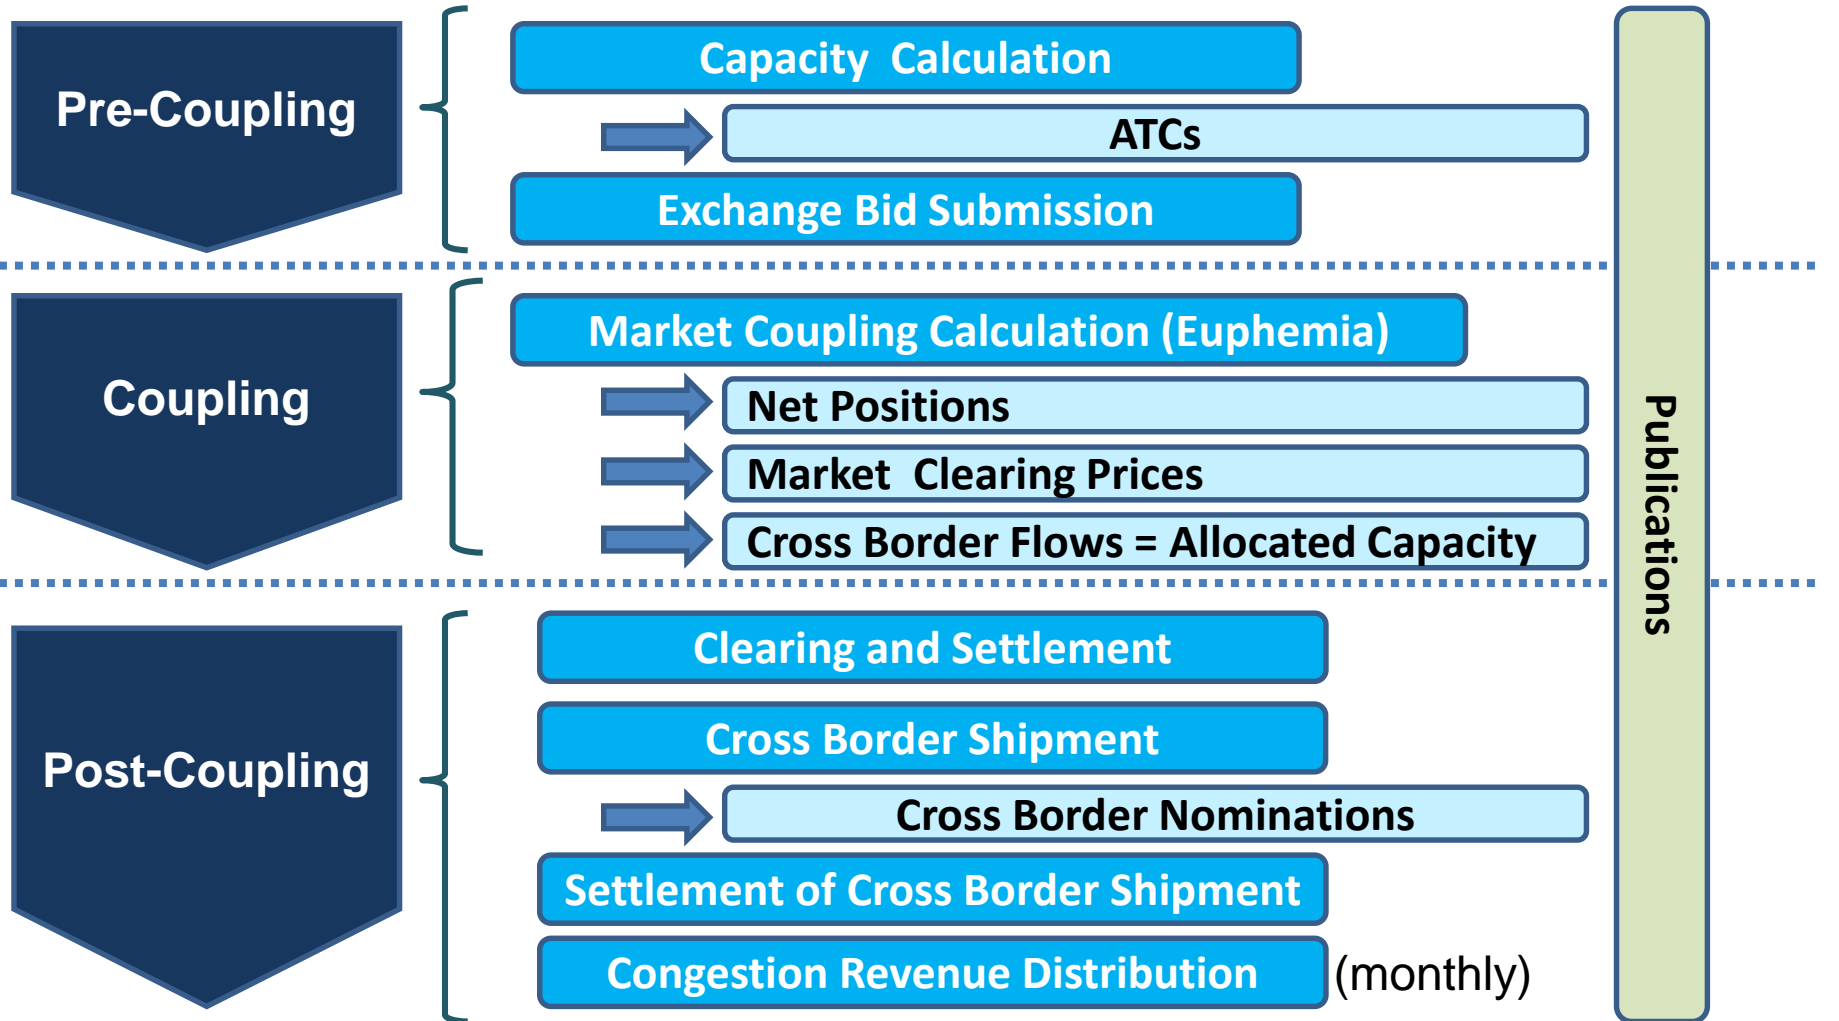 Pre-Coupling
Capacity Calculation
ATCs
Exchange Bid Submission
Coupling
Market Coupling Calculation (Euphemia)
Net Positions
Market Clearing Prices
Cross Border Flows = Allocated Capacity
Post-Coupling
Clearing and Settlement
Cross Border Shipment
Cross Border Nominations
Settlement of Cross Border Shipment
Congestion Revenue Distribution (monthly)
Publications